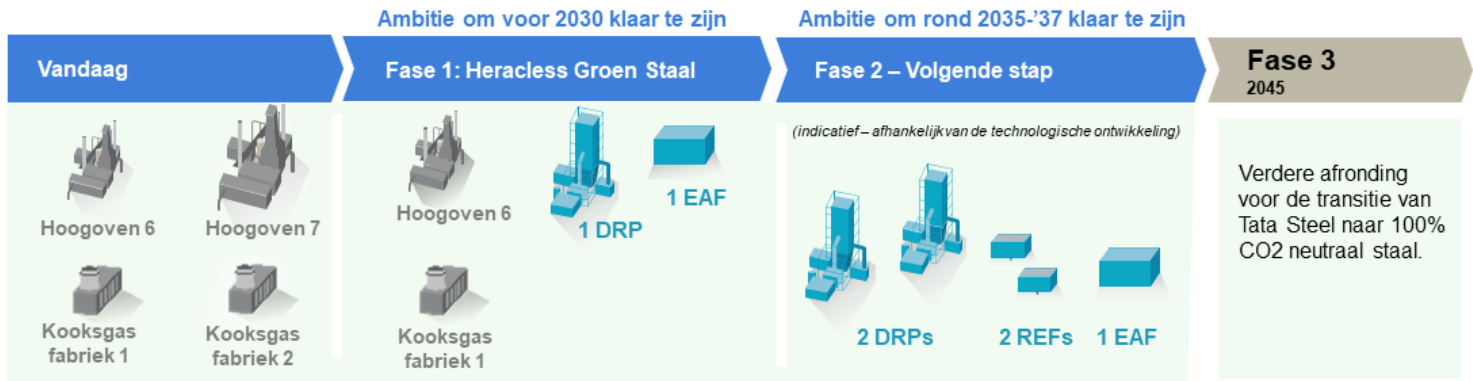 Ambitie om voor 2030 klaar te zijn
Ambitie om rond 2035-'37 klaar te zijn
Vandaag
Fase 1: Heracless Groen Staal
Fase 2 – Volgende stap
Fase 3
2045
Hoogoven 6
Hoogoven 7
Kooksgas
fabriek 1
Kooksgas
fabriek 2
Hoogoven 6
1 DRP
1 EAF
Kooksgas
fabriek 1
(indicatief – afhankelijk van de technologische ontwikkeling)
2 DRPs
2 REFs
1 EAF
Verdere afronding
voor de transitie van
Tata Steel naar 100%
CO2 neutraal staal.